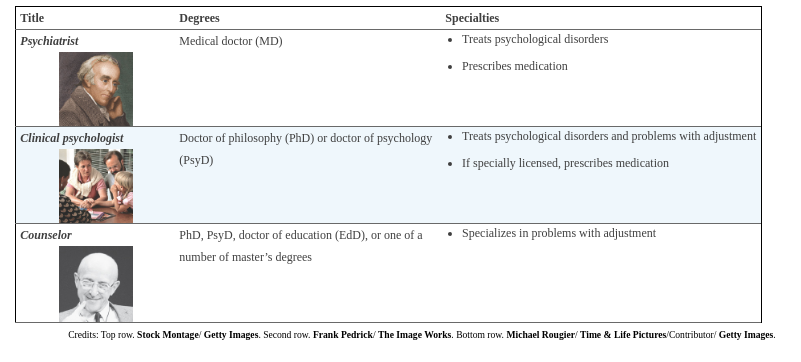 Title Degrees Specialties
Psychiatrist Medical doctor (MD) • Treats psychological disorders
• Prescribes medication
Clinical psychologist Doctor of philosophy (PhD) or doctor of psychology • Treats psychological disorders and problems with adjustment
(PsyD) • If specially licensed, prescribes medication
Counselor PhD, PsyD, doctor of education (EdD), or one of a • Specializes in problems with adjustment
number of master’s degrees
Credits: Top row. Stock Montage/ Getty Images. Second row. Frank Pedrick/ The Image Works. Bottom row. Michael Rougier/ Time & Life Pictures/Contributor/ Getty Images.